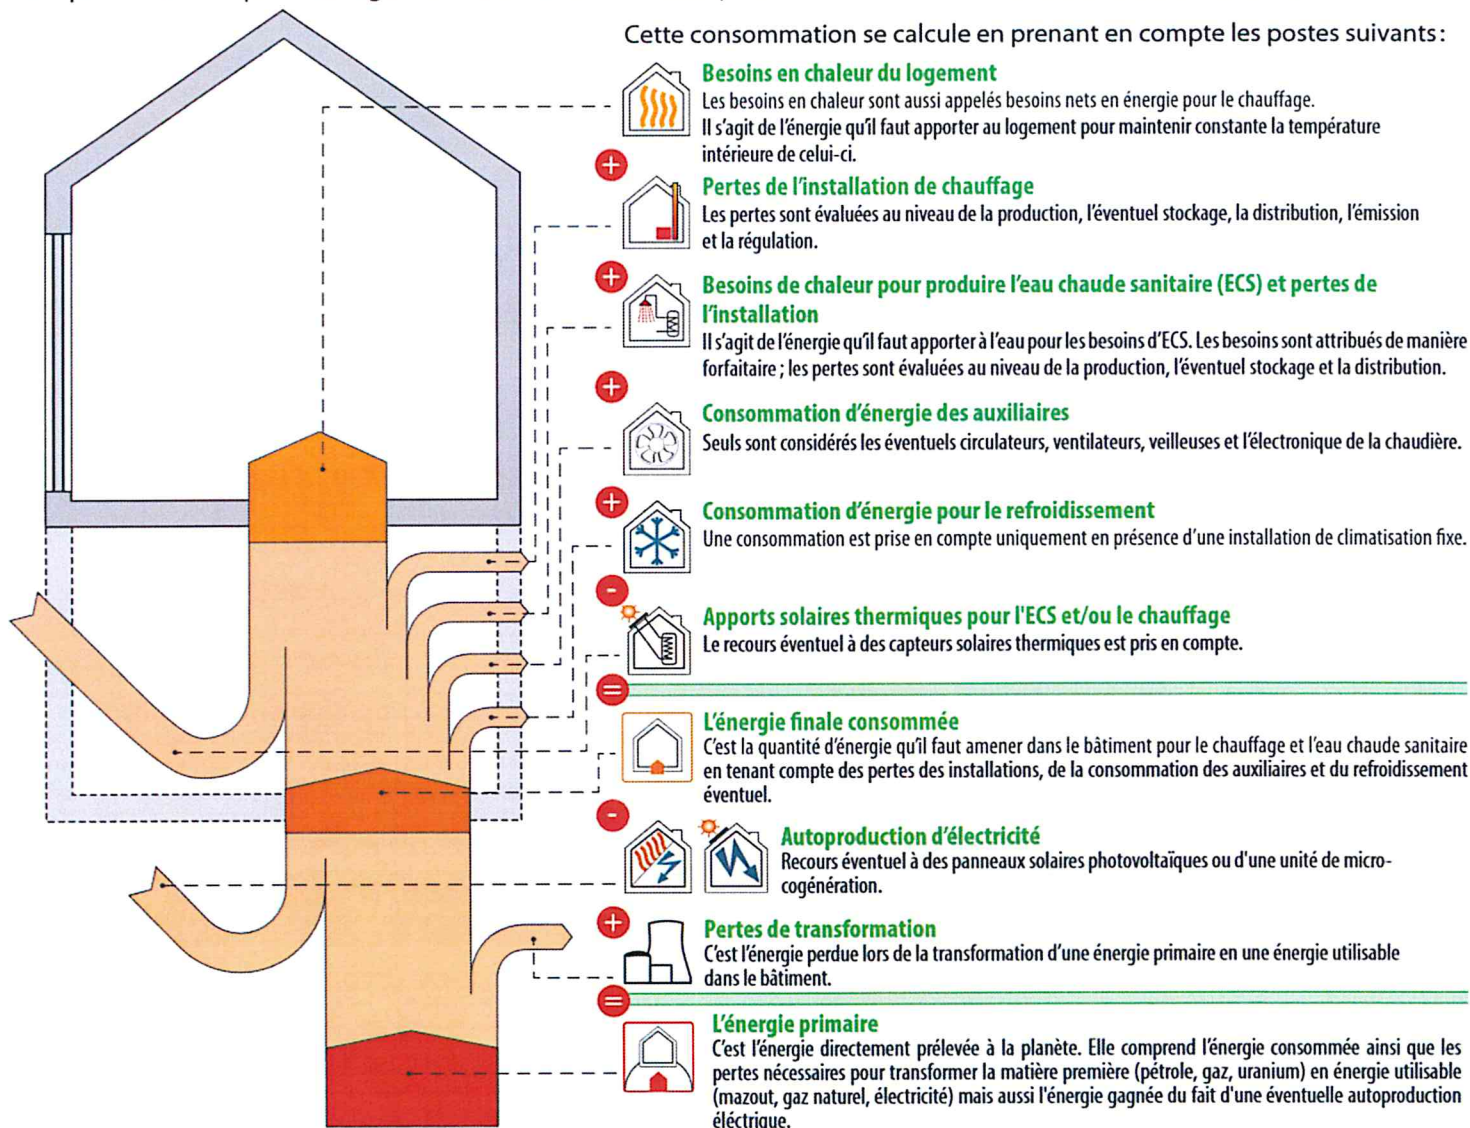 Cette consommation se calcule en prenant en compte les postes suivants :
Besoins en chaleur du logement
Les besoins en chaleur sont aussi appelés besoins nets en énergie pour le chauffage.
Il s'agit de l'énergie qu'il faut apporter au logement pour maintenir constante la température
intérieure de celui-ci.
+
Pertes de l'installation de chauffage
Les pertes sont évaluées au niveau de la production, l'éventuel stockage, la distribution, l'émission
et la régulation.
+
Besoins de chaleur pour produire l'eau chaude sanitaire (ECS) et pertes de
l'installation
Il s'agit de l'énergie qu'il faut apporter à l'eau pour les besoins d'ECS. Les besoins sont attribués de manière
forfaitaire ; les pertes sont évaluées au niveau de la production, l'éventuel stockage et la distribution.
+
Consommation d'énergie des auxiliaires
Seuls sont considérés les éventuels circulateurs, ventilateurs, veilleuses et l'électronique de la chaudière.
+
Consommation d'énergie pour le refroidissement
Une consommation est prise en compte uniquement en présence d'une installation de climatisation fixe.
-
Apports solaires thermiques pour l'ECS et/ou le chauffage
Le recours éventuel à des capteurs solaires thermiques est pris en compte.
=
L'énergie finale consommée
C'est la quantité d'énergie qu'il faut amener dans le bâtiment pour le chauffage et l'eau chaude sanitaire
en tenant compte des pertes des installations, de la consommation des auxiliaires et du refroidissement
éventuel.
-
Autoproduction d'électricité
Recours éventuel à des panneaux solaires photovoltaïques ou d'une unité de micro-
cogénération.
+
Pertes de transformation
C'est l'énergie perdue lors de la transformation d'une énergie primaire en une énergie utilisable
dans le bâtiment.
=
L'énergie primaire
C'est l'énergie directement prélevée à la planète. Elle comprend l'énergie consommée ainsi que les
pertes nécessaires pour transformer la matière première (pétrole, gaz, uranium) en énergie utilisable
(mazout, gaz naturel, électricité) mais aussi l'énergie gagnée du fait d'une éventuelle autoproduction
éléctrique.